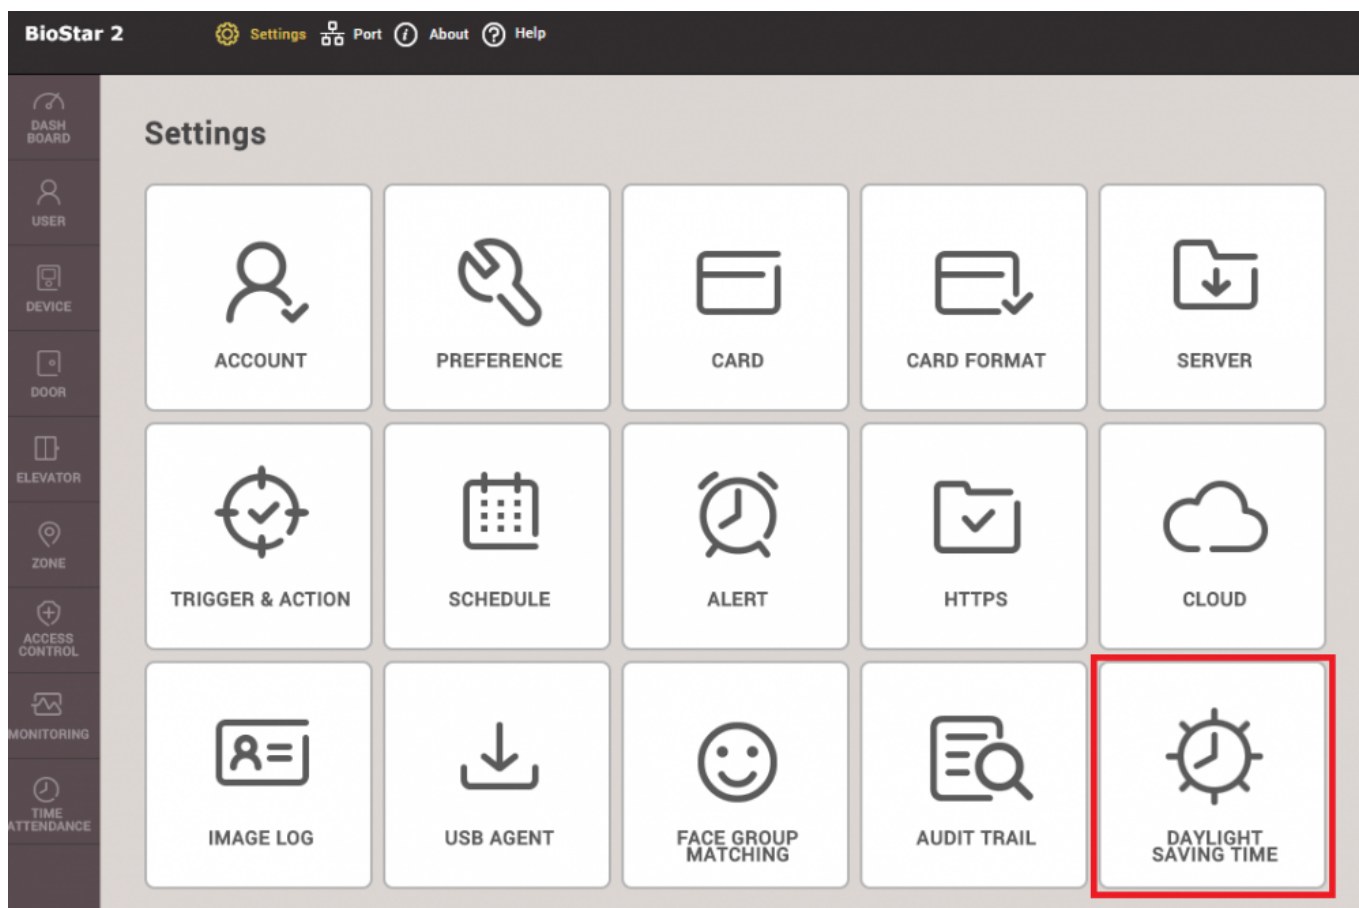 BioStar 2
Settings Port About Help
DASH
BOARD
USER
DEVICE
DOOR
ELEVATOR
ZONE
ACCESS
CONTROL
MONITORING
TIME
ATTENDANCE
Settings
ACCOUNT
PREFERENCE
CARD
CARD FORMAT
SERVER
TRIGGER & ACTION
SCHEDULE
ALERT
HTTPS
CLOUD
IMAGE LOG
USB AGENT
FACE GROUP
MATCHING
AUDIT TRAIL
DAYLIGHT
SAVING TIME